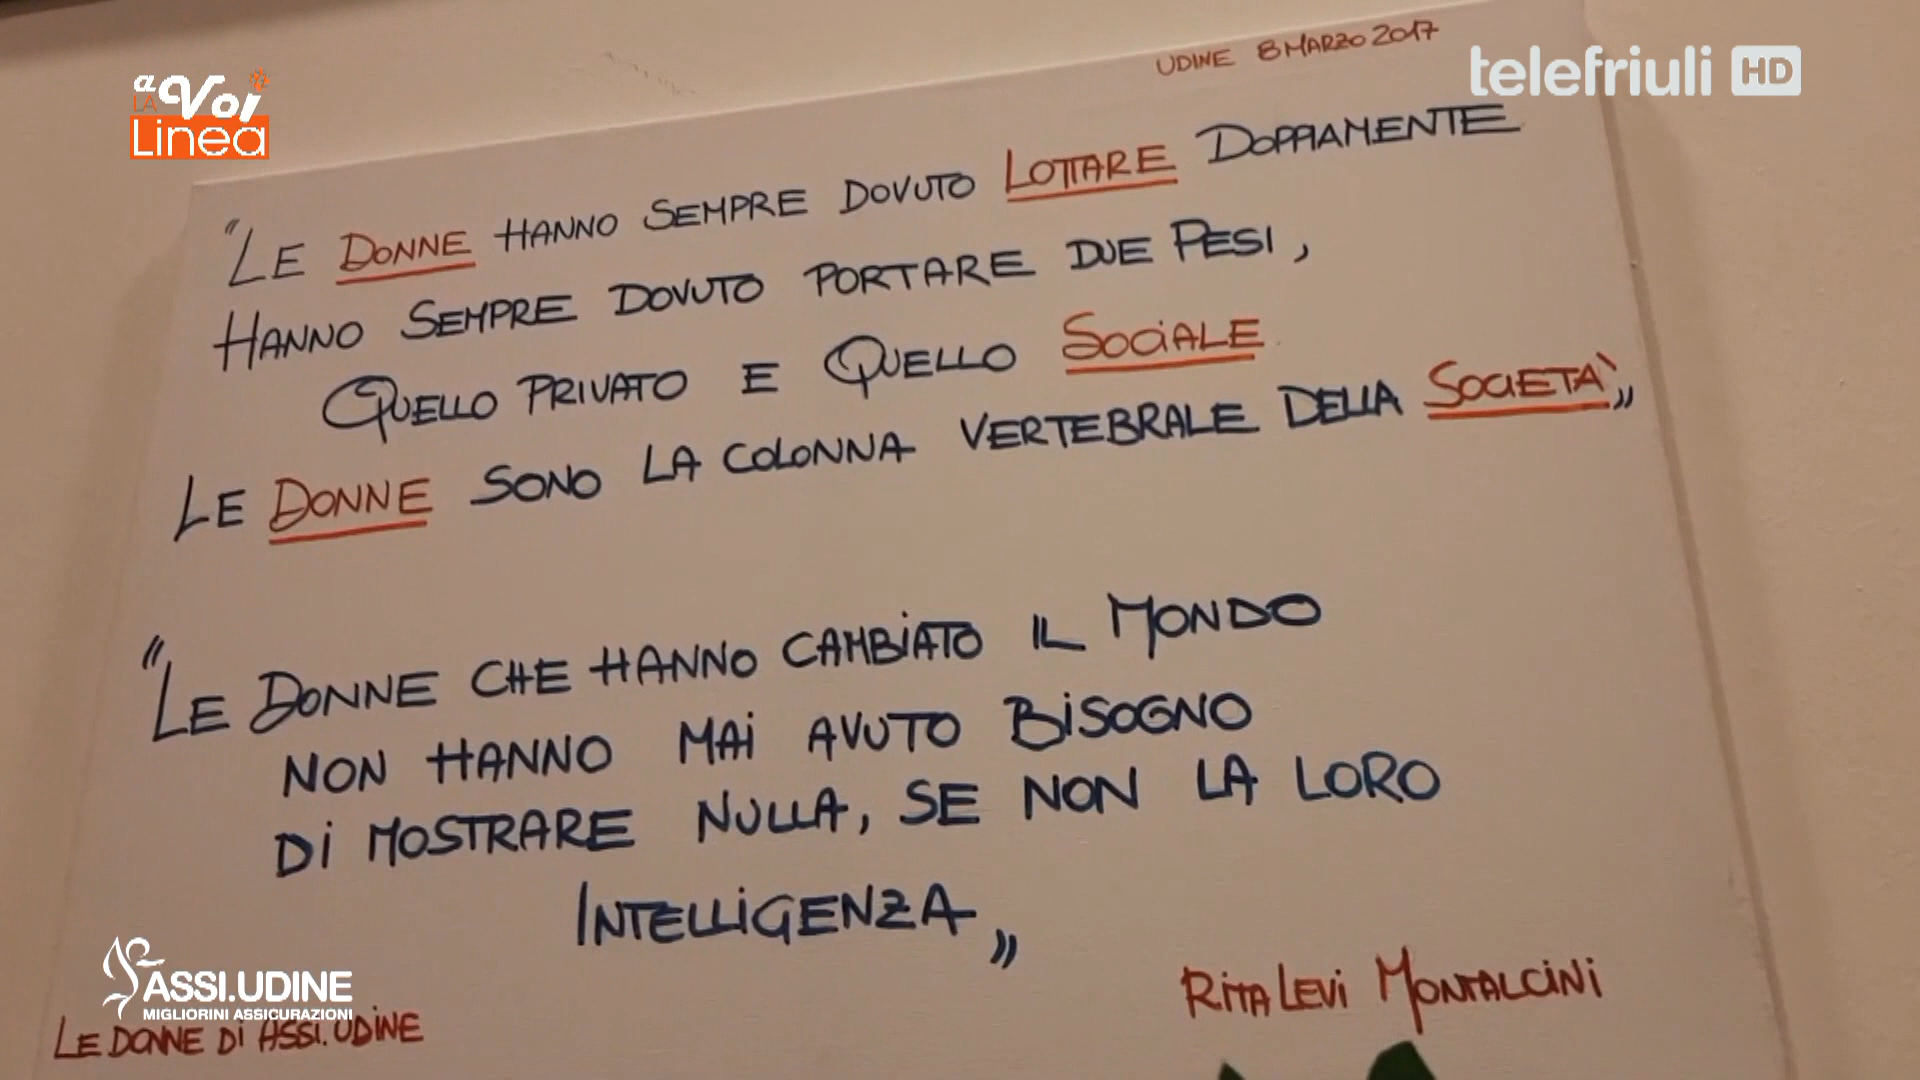 UDINE 8 MARZO 2017
telefriuli HD
a Voi
LA
Linea
"LE DONNE HANNO SEMPRE DOVUTO LOTTARE DOPPIAMENTE
HANNO SEMPRE DOVUTO PORTARE DUE PESI,
QUELLO PRIVATO E QUELLO SOCIALE
LE DONNE SONO LA COLONNA VERTEBRALE DELLA SOCIETÀ"
"LE DONNE CHE HANNO CAMBIATO IL MONDO
NON HANNO MAI AVUTO BISOGNO
DI MOSTRARE NULLA, SE NON LA LORO
INTELLIGENZA"
RITA LEVI MONTALCINI
ASSI.UDINE
MIGLIORINI ASSICURAZIONI
LE DONNE DI ASSI.UDINE